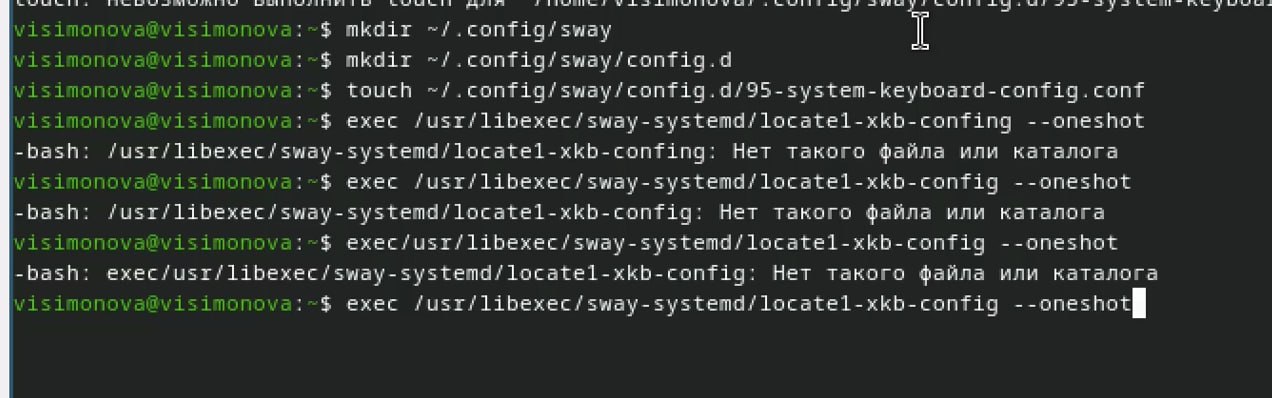 touch: невозможно выполнить touch для '/home/visimonova/.config/sway/config.d/95-system-keyboar
visimonova@visimonova:~$ mkdir ~/.config/sway
visimonova@visimonova:~$ mkdir ~/.config/sway/config.d
visimonova@visimonova:~$ touch ~/.config/sway/config.d/95-system-keyboard-config.conf
visimonova@visimonova:~$ exec /usr/libexec/sway-systemd/locate1-xkb-confing --oneshot
-bash: /usr/libexec/sway-systemd/locate1-xkb-confing: Нет такого файла или каталога
visimonova@visimonova:~$ exec /usr/libexec/sway-systemd/locate1-xkb-config --oneshot
-bash: /usr/libexec/sway-systemd/locate1-xkb-config: Нет такого файла или каталога
visimonova@visimonova:~$ exec/usr/libexec/sway-systemd/locate1-xkb-config --oneshot
-bash: exec/usr/libexec/sway-systemd/locate1-xkb-config: Нет такого файла или каталога
visimonova@visimonova:~$ exec /usr/libexec/sway-systemd/locate1-xkb-config --oneshot